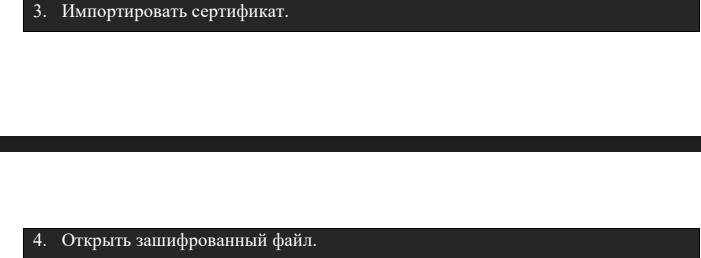 3. Импортировать сертификат.
4. Открыть зашифрованный файл.